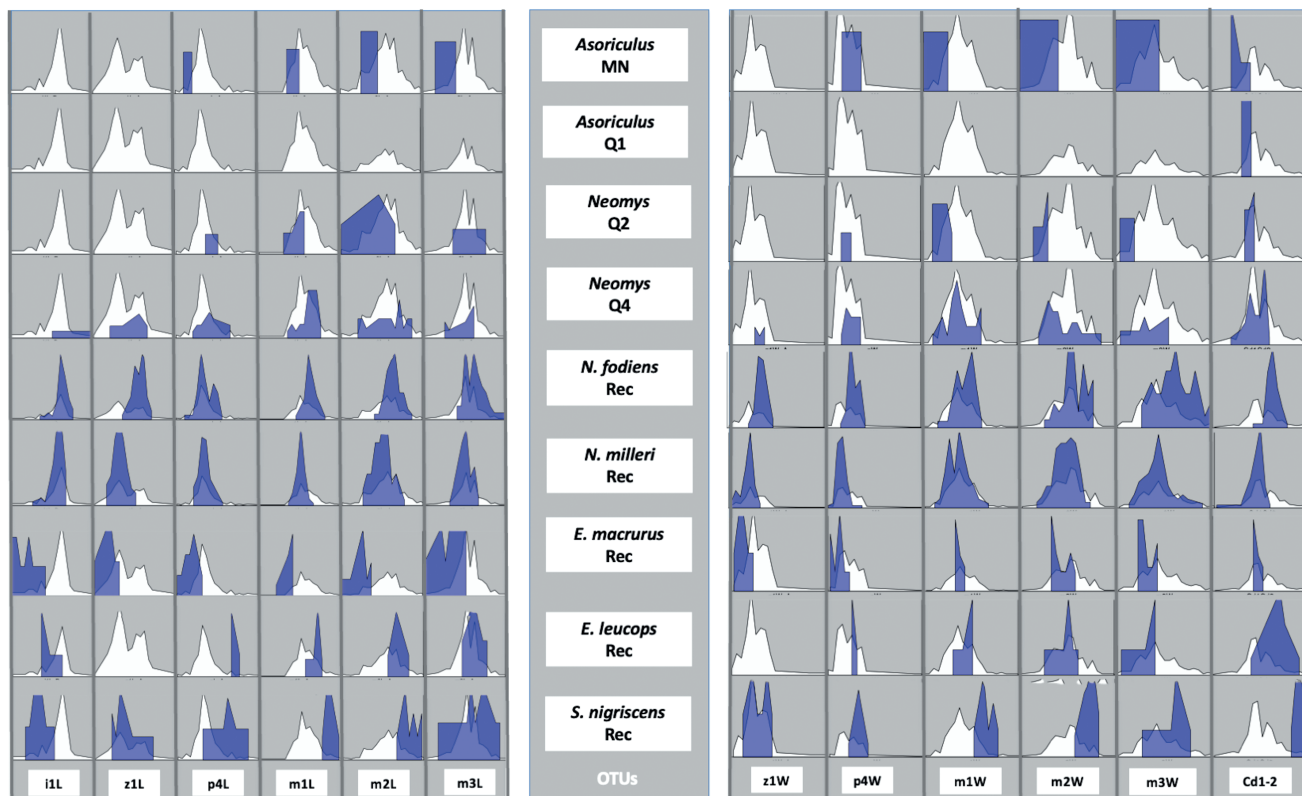 Asoriculus
MN
Asoriculus
Q1
Neomys
Q2
Neomys
Q4
N. fodiens
Rec
N. milleri
Rec
E. macrurus
Rec
E. leucops
Rec
S. nigriscens
Rec
i1L z1L p4L m1L m2L m3L OTUs z1W p4W m1W m2W m3W Cd1-2